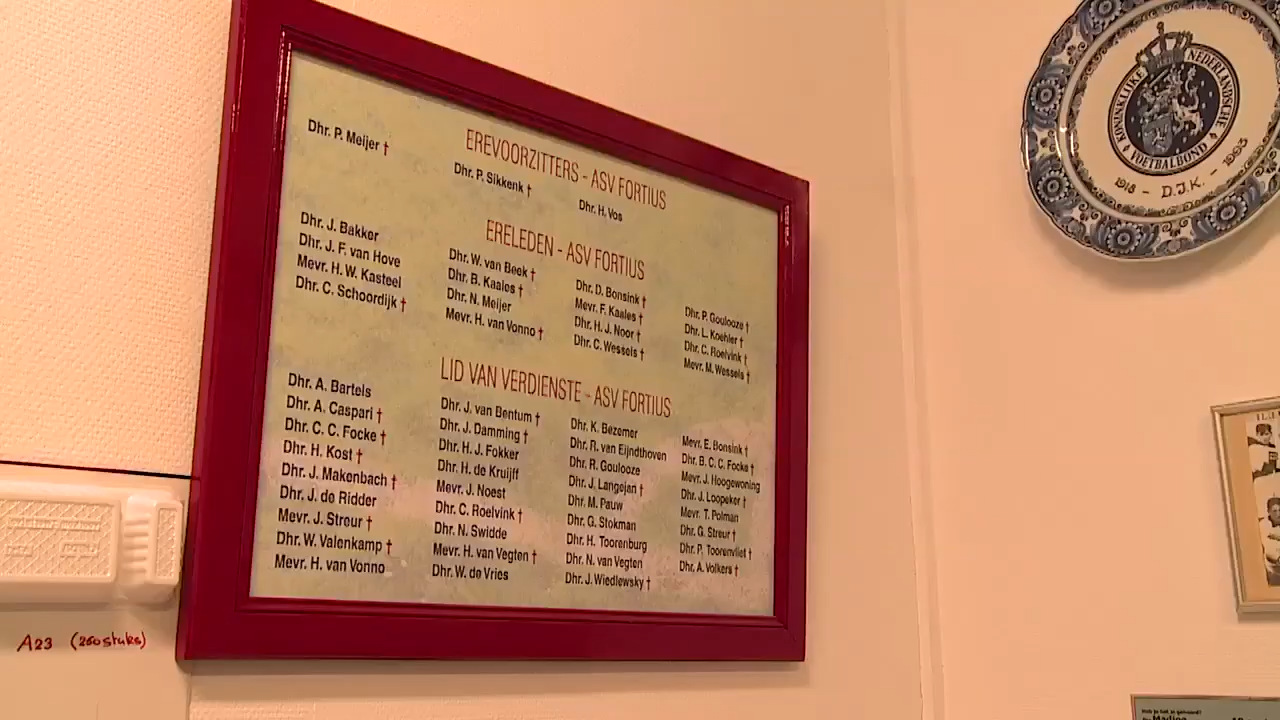 EREVOORZITTERS - ASV FORTIUS
Dhr. P. Meijer †
Dhr. P. Sikkenk †
Dhr. H. Vos
ERELEDEN - ASV FORTIUS
Dhr. J. Bakker
Dhr. J. F. van Hove
Mevr. H. W. Kasteel
Dhr. C. Schoordijk †
Dhr. W. van Beek †
Dhr. B. Kaales †
Dhr. N. Meijer
Mevr. H. van Vonno †
Dhr. D. Bonsink †
Mevr. F. Kaales †
Dhr. H. J. Noor †
Dhr. C. Wessels †
Dhr. P. Goulooze †
Dhr. L. Koehler †
Dhr. C. Roelvink †
Mevr. M. Wessels †
LID VAN VERDIENSTE - ASV FORTIUS
Dhr. A. Bartels
Dhr. A. Caspari †
Dhr. C. C. Focke †
Dhr. H. Kost †
Dhr. J. Makenbach †
Dhr. J. de Ridder
Mevr. J. Streur †
Dhr. W. Valenkamp †
Mevr. H. van Vonno
Dhr. J. van Bentum †
Dhr. J. Damming †
Dhr. H. J. Fokker
Dhr. H. de Kruijff
Mevr. J. Noest
Dhr. C. Roelvink †
Dhr. N. Swidde
Mevr. H. van Vegten †
Dhr. W. de Vries
Dhr. K. Bezemer
Dhr. R. van Eijndthoven
Dhr. R. Goulooze
Dhr. J. Langejan †
Dhr. M. Pauw
Dhr. G. Stokman
Dhr. H. Toorenburg
Dhr. N. van Vegten
Dhr. J. Wiedlewsky †
Mevr. E. Bonsink †
Dhr. B. C. C. Focke †
Mevr. J. Hoogewoning
Dhr. J. Loopeker †
Mevr. T. Polman
Dhr. G. Streur †
Dhr. P. Toorenvliet †
Dhr. A. Volkers †
KONINKLIJKE NEDERLANDSCHE
VOETBALBOND
1918 - D.J.K. - 1993
A23 (260 stuks)